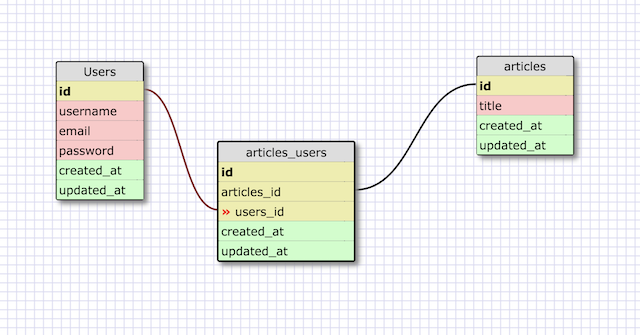 Users
id
username
email
password
created_at
updated_at
articles_users
id
articles_id
» users_id
created_at
updated_at
articles
id
title
created_at
updated_at